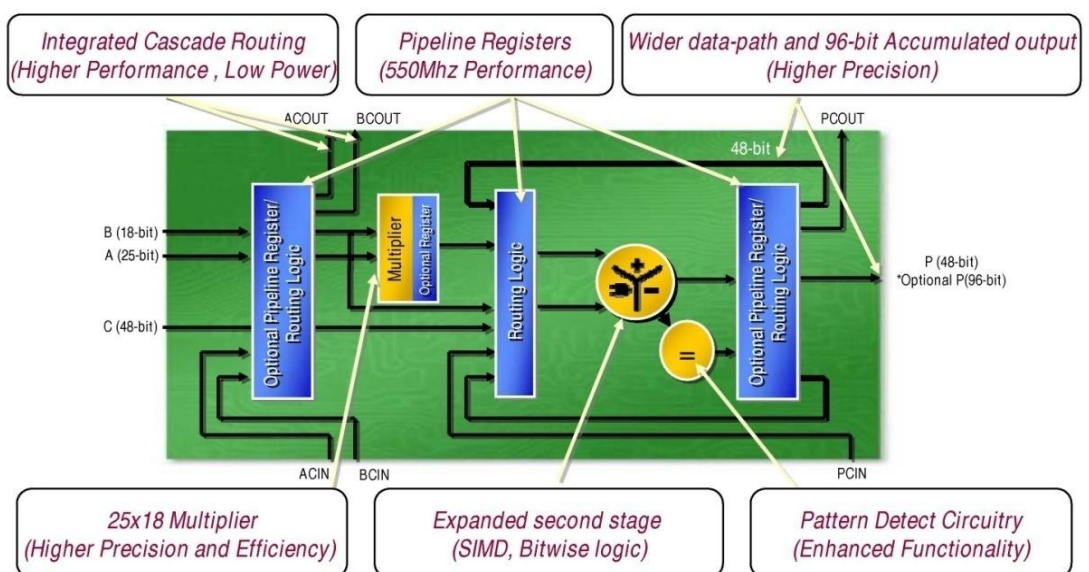 Integrated Cascade Routing
(Higher Performance , Low Power)
Pipeline Registers
(550Mhz Performance)
Wider data-path and 96-bit Accumulated output
(Higher Precision)
ACOUT
BCOUT
PCOUT
48-bit
B (18-bit)
A (25-bit)
C (48-bit)
Optional Pipeline Register/
Routing Logic
Multiplier
Optional Register
Routing Logic
+
-
=
Optional Pipeline Register/
Routing Logic
P (48-bit)
*Optional P(96-bit)
ACIN
BCIN
PCIN
25x18 Multiplier
(Higher Precision and Efficiency)
Expanded second stage
(SIMD, Bitwise logic)
Pattern Detect Circuitry
(Enhanced Functionality)